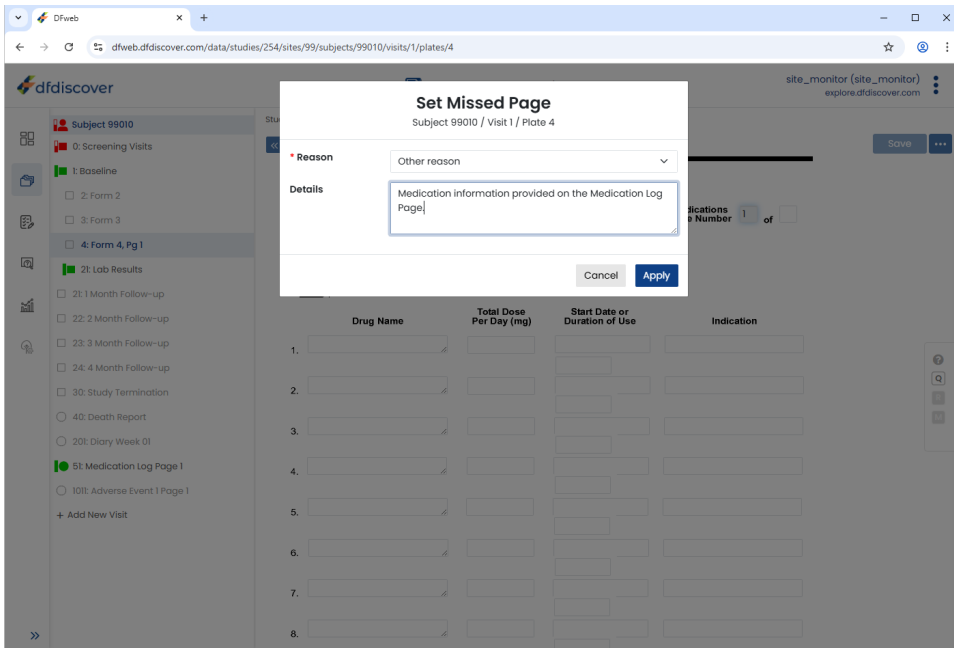 DFweb
dfweb.dfdiscover.com/data/studies/254/sites/99/subjects/99010/visits/1/plates/4
dfdiscover
site_monitor (site_monitor)
explore.dfdiscover.com
Set Missed Page
Subject 99010 / Visit 1 / Plate 4
* Reason
Other reason
Details
Medication information provided on the Medication Log
Page.
Cancel
Apply
Save
Subject 99010
0: Screening Visits
1: Baseline
2: Form 2
3: Form 3
4: Form 4, Pg 1
21: Lab Results
21: 1 Month Follow-up
22: 2 Month Follow-up
23: 3 Month Follow-up
24: 4 Month Follow-up
30: Study Termination
40: Death Report
201: Diary Week 01
51: Medication Log Page 1
1011: Adverse Event 1 Page 1
+ Add New Visit
1 of
Drug Name
Total Dose
Per Day (mg)
Start Date or
Duration of Use
Indication
1.
2.
3.
4.
5.
6.
7.
8.
Q